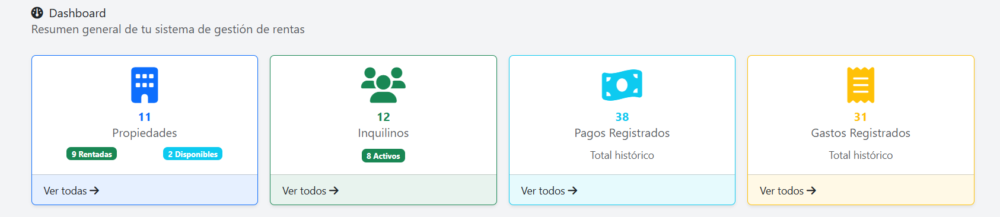 Dashboard
Resumen general de tu sistema de gestión de rentas
11
Propiedades
9 Rentadas
2 Disponibles
Ver todas
12
Inquilinos
8 Activos
Ver todos
38
Pagos Registrados
Total histórico
Ver todos
31
Gastos Registrados
Total histórico
Ver todos